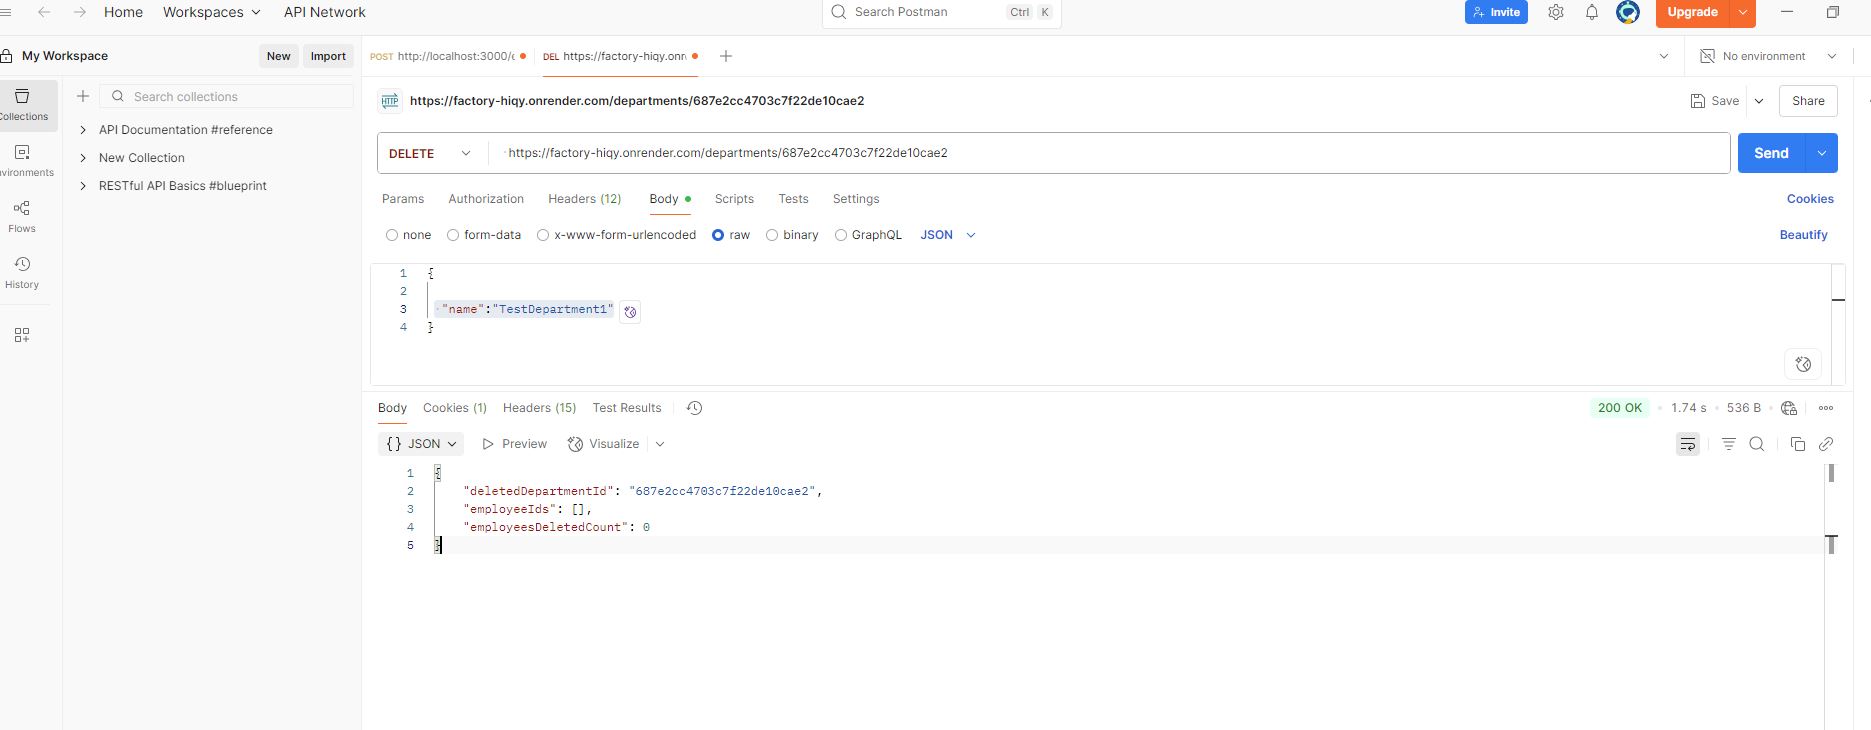 Home Workspaces API Network Search Postman Ctrl K Invite Upgrade
My Workspace New Import POST http://localhost:3000/ DEL https://factory-hiqy.onr No environment
Search collections
API Documentation #reference
New Collection
RESTful API Basics #blueprint
Collections
vironments
Flows
History
HTTP https://factory-hiqy.onrender.com/departments/687e2cc4703c7f22de10cae2 Save Share
DELETE https://factory-hiqy.onrender.com/departments/687e2cc4703c7f22de10cae2 Send
Params Authorization Headers (12) Body Scripts Tests Settings Cookies
none form-data x-www-form-urlencoded raw binary GraphQL JSON Beautify
1 {
2
3 "name":"TestDepartment1"
4 }
Body Cookies (1) Headers (15) Test Results 200 OK 1.74 s 536 B
{} JSON Preview Visualize
1 {
2 "deletedDepartmentId": "687e2cc4703c7f22de10cae2",
3 "employeeIds": [],
4 "employeesDeletedCount": 0
5 }